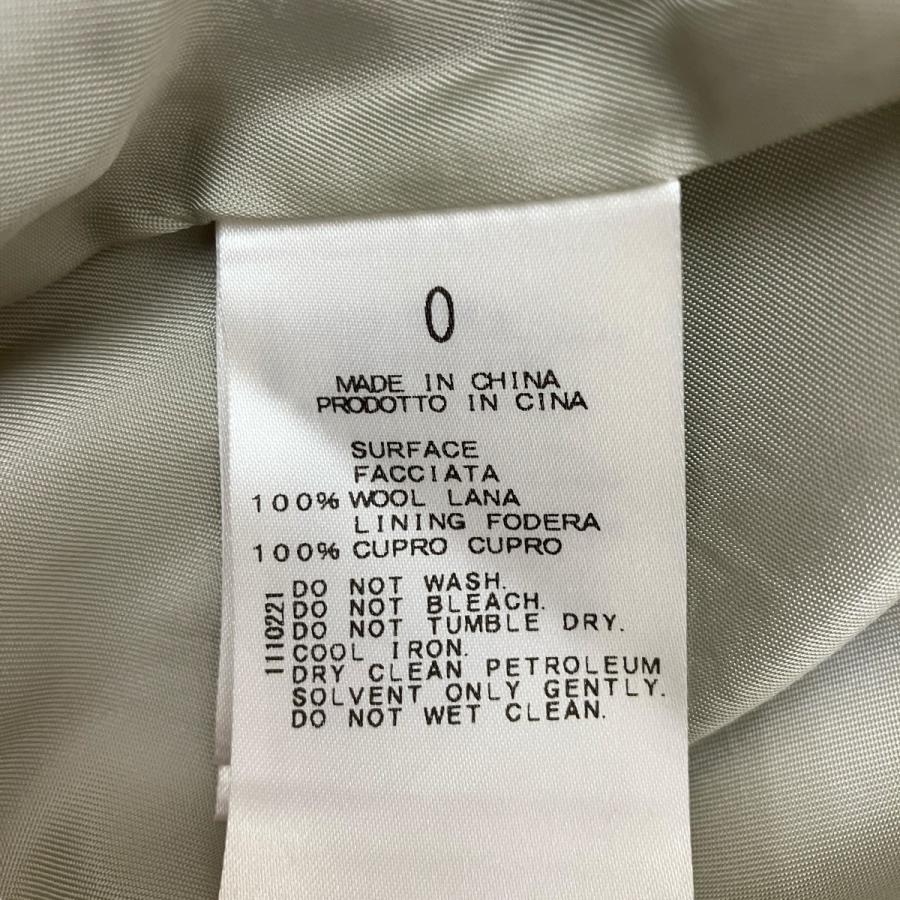 0
MADE IN CHINA
PRODOTTO IN CINA
SURFACE
FACCIATA
100% WOOL LANA
LINING FODERA
100% CUPRO CUPRO
DO NOT WASH.
DO NOT BLEACH.
DO NOT TUMBLE DRY.
COOL IRON.
DRY CLEAN PETROLEUM
SOLVENT ONLY GENTLY.
DO NOT WET CLEAN.
1110221